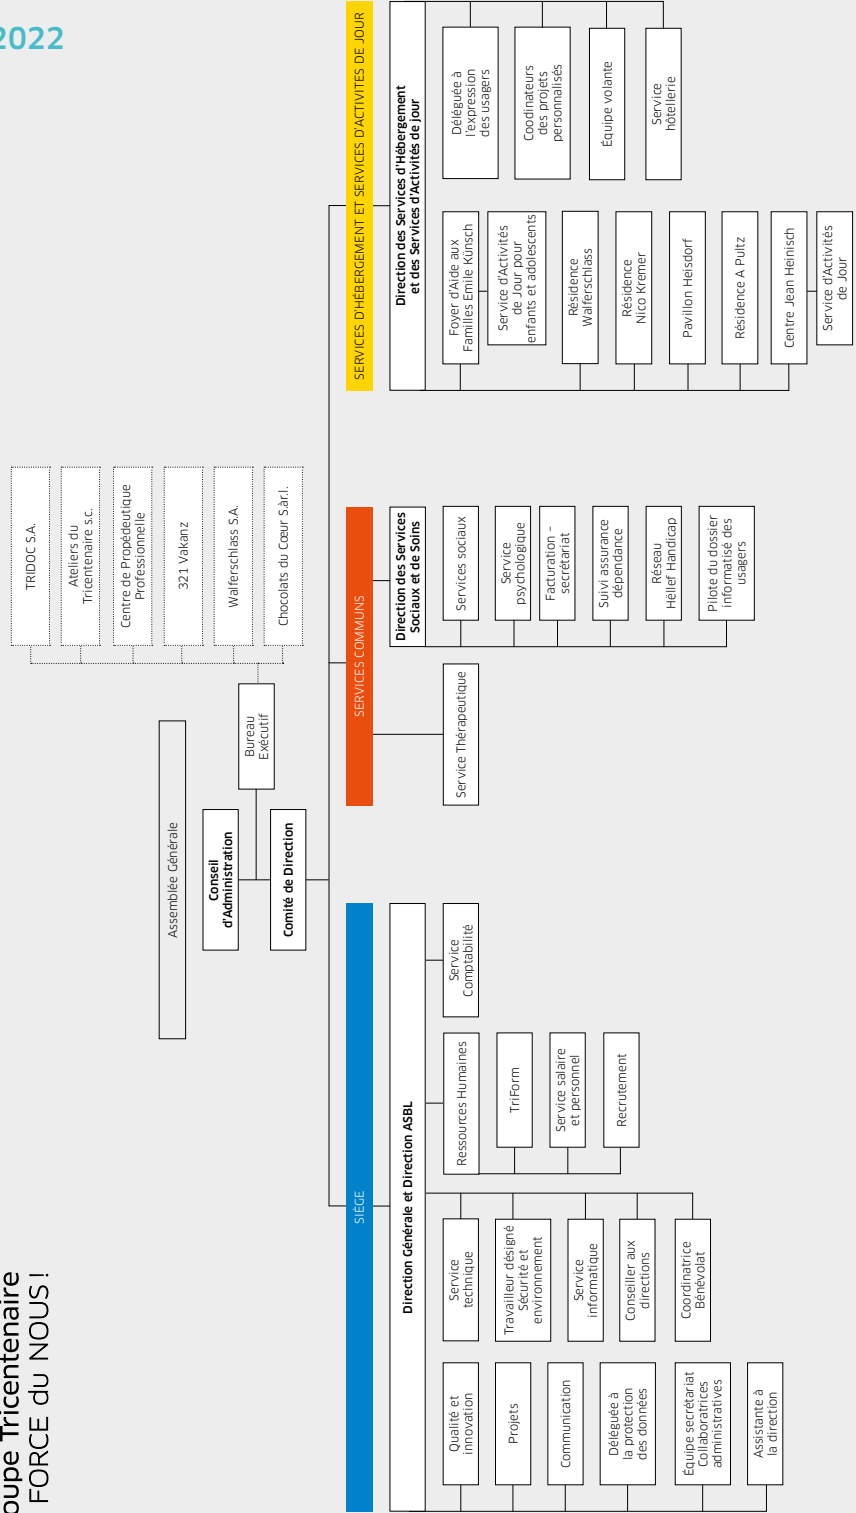 oupe Tricentenaire
FORCE du NOUS !
2022
Assemblée Générale
Conseil
d'Administration
Bureau
Exécutif
Comité de Direction
TRIDOC S.A.
Ateliers du
Tricentenaire s.c.
Centre de Propédeutique
Professionnelle
321 Vakanz
Walferschlass S.A.
Chocolats du Cœur S.àr.l.
SIÈGE
Direction Générale et Direction ASBL
Qualité et
innovation
Projets
Communication
Déléguée à
la protection
des données
Équipe secrétariat
Collaboratrices
administratives
Assistante à
la direction
Service
technique
Travailleur désigné
Sécurité et
environnement
Service
informatique
Conseiller aux
directions
Coordinatrice
Bénévolat
Ressources Humaines
TriForm
Service salaire
et personnel
Recrutement
Service
Comptabilité
SERVICES COMMUNS
Service Thérapeutique
Direction des Services
Sociaux et de Soins
Services sociaux
Service
psychologique
Facturation –
secrétariat
Suivi assurance
dépendance
Réseau
Hëllef Handicap
Pilote du dossier
informatisé des
usagers
SERVICES D'HÉBERGEMENT ET SERVICES D'ACTIVITES DE JOUR
Direction des Services d'Hébergement
et des Services d'Activités de jour
Foyer d'Aide aux
Familles Emile Künsch
Service d'Activités
de Jour pour
enfants et adolescents
Résidence
Walferschlass
Résidence
Nico Kremer
Pavillon Heisdorf
Résidence A Pultz
Centre Jean Heinisch
Service d'Activités
de Jour
Déléguée à
l'expression
des usagers
Coodinateurs
des projets
personnalisés
Équipe volante
Service
hôtellerie